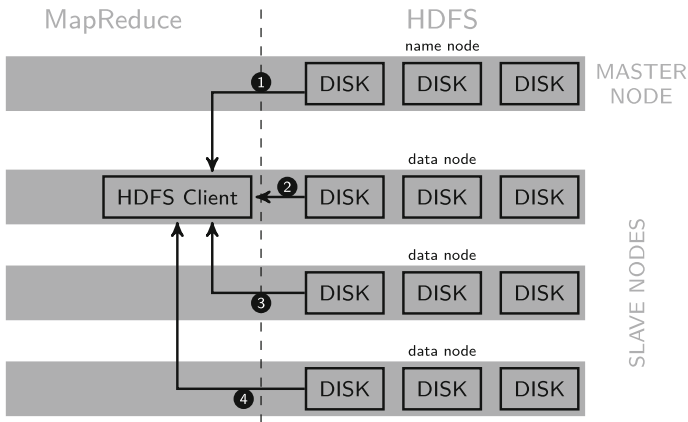 MapReduce HDFS
name node
1 DISK DISK DISK
MASTER
NODE
data node
HDFS Client 2 DISK DISK DISK
data node
DISK DISK DISK
3
data node
DISK DISK DISK
4
SLAVE NODES